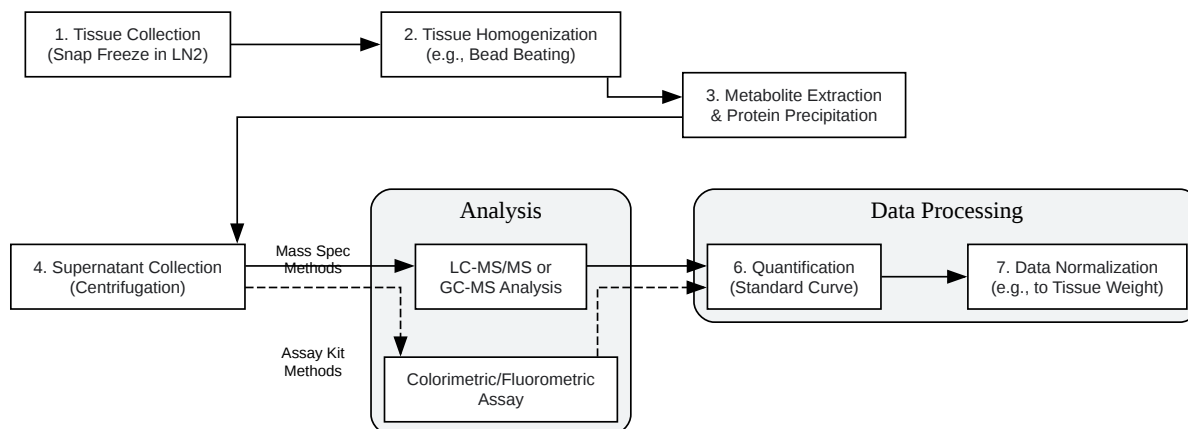 1. Tissue Collection
(Snap Freeze in LN2)
2. Tissue Homogenization
(e.g., Bead Beating)
3. Metabolite Extraction
& Protein Precipitation
4. Supernatant Collection
(Centrifugation)
Mass Spec
Methods
Assay Kit
Methods
Analysis
LC-MS/MS or
GC-MS Analysis
Colorimetric/Fluorometric
Assay
Data Processing
6. Quantification
(Standard Curve)
7. Data Normalization
(e.g., to Tissue Weight)